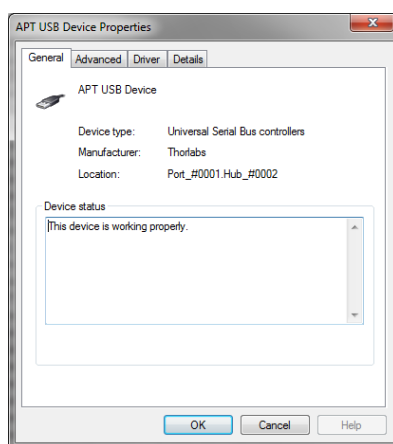 APT USB Device Properties
General Advanced Driver Details
APT USB Device
Device type: Universal Serial Bus controllers
Manufacturer: Thorlabs
Location: Port_#0001.Hub_#0002
Device status
This device is working properly.
OK Cancel Help